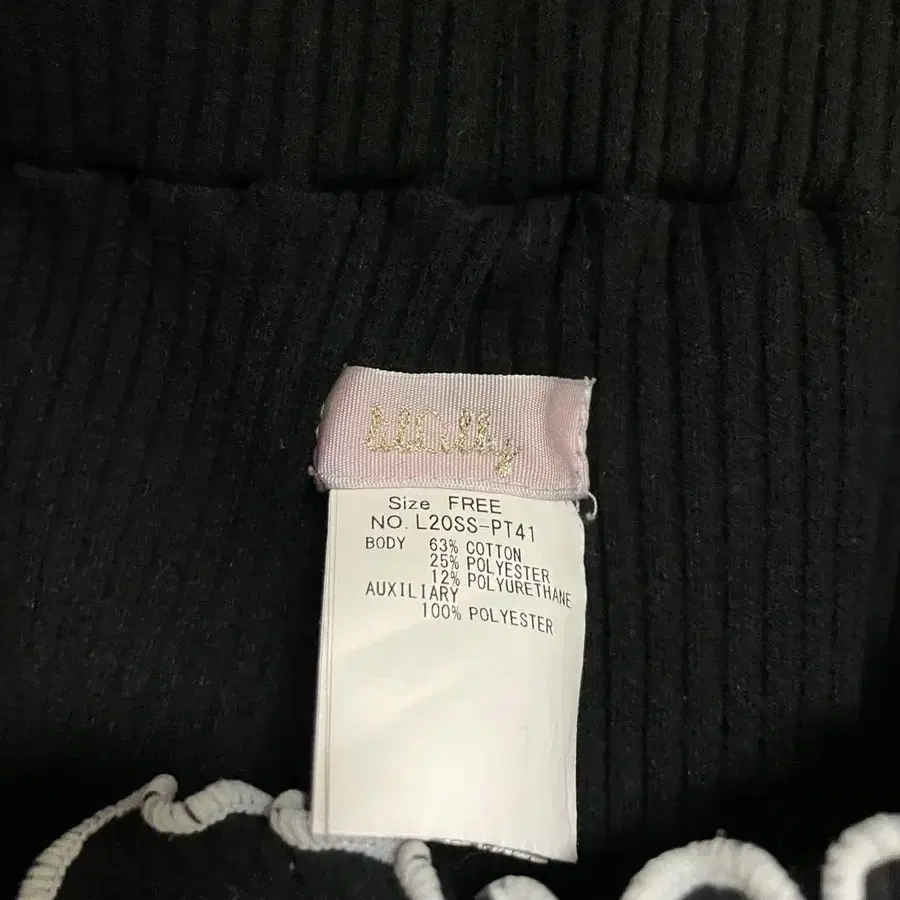 Size FREE
NO. L20SS-PT41
BODY 63% COTTON
25% POLYESTER
12% POLYURETHANE
AUXILIARY
100% POLYESTER